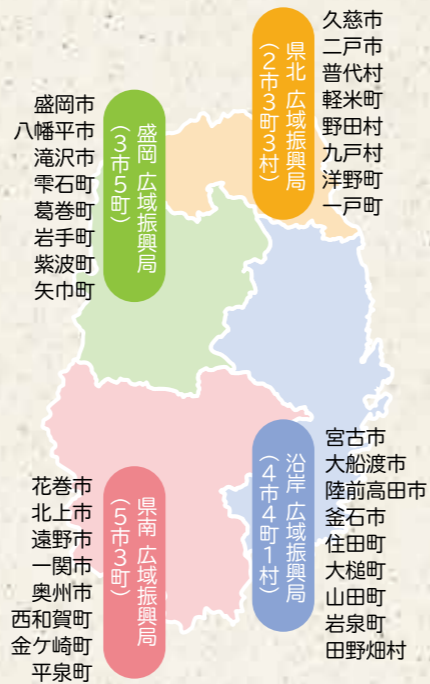 県北 広域振興局
(2市3町3村)
久慈市
二戸市
普代村
軽米町
野田村
九戸村
洋野町
一戸町
盛岡 広域振興局
(3市5町)
盛岡市
八幡平市
滝沢市
雫石町
葛巻町
岩手町
紫波町
矢巾町
沿岸 広域振興局
(4市4町1村)
宮古市
大船渡市
陸前高田市
釜石市
住田町
大槌町
山田町
岩泉町
田野畑村
県南 広域振興局
(5市3町)
花巻市
北上市
遠野市
一関市
奥州市
西和賀町
金ケ崎町
平泉町